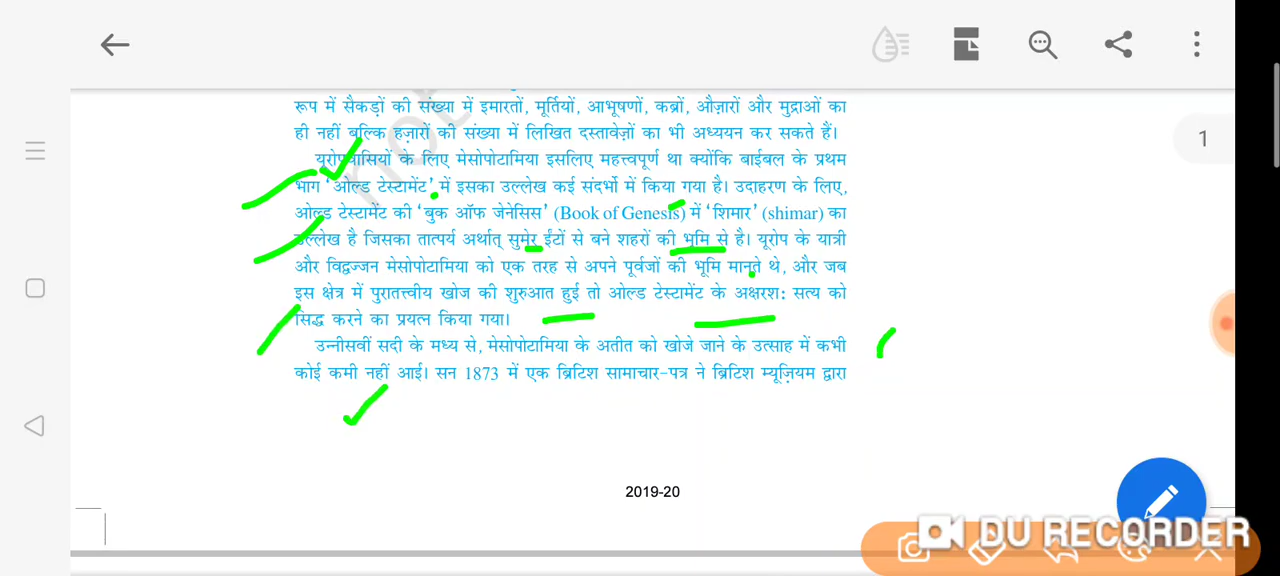 रूप में सैकड़ों की संख्या में इमारतों, मूर्तियों, आभूषणों, कब्रों, औज़ारों और मुद्राओं का
ही नहीं बल्कि हज़ारों की संख्या में लिखित दस्तावेज़ों का भी अध्ययन कर सकते हैं।
यूरोपवासियों के लिए मेसोपोटामिया इसलिए महत्त्वपूर्ण था क्योंकि बाईबल के प्रथम
भाग 'ओल्ड टेस्टामेंट' में इसका उल्लेख कई संदर्भो में किया गया है। उदाहरण के लिए,
ओल्ड टेस्टामेंट की 'बुक ऑफ जेनेसिस' (Book of Genesis) में 'शिमार' (shimar) का
उल्लेख है जिसका तात्पर्य अर्थात् सुमेर ईंटों से बने शहरों की भूमि से है। यूरोप के यात्री
और विद्वज्जन मेसोपोटामिया को एक तरह से अपने पूर्वजों की भूमि मानते थे, और जब
इस क्षेत्र में पुरातत्त्वीय खोज की शुरुआत हुई तो ओल्ड टेस्टामेंट के अक्षरश: सत्य को
सिद्ध करने का प्रयत्न किया गया।
उन्नीसवीं सदी के मध्य से, मेसोपोटामिया के अतीत को खोजे जाने के उत्साह में कभी
कोई कमी नहीं आई। सन 1873 में एक ब्रिटिश सामाचार-पत्र ने ब्रिटिश म्यूज़ियम द्वारा
1
2019-20
DU RECORDER